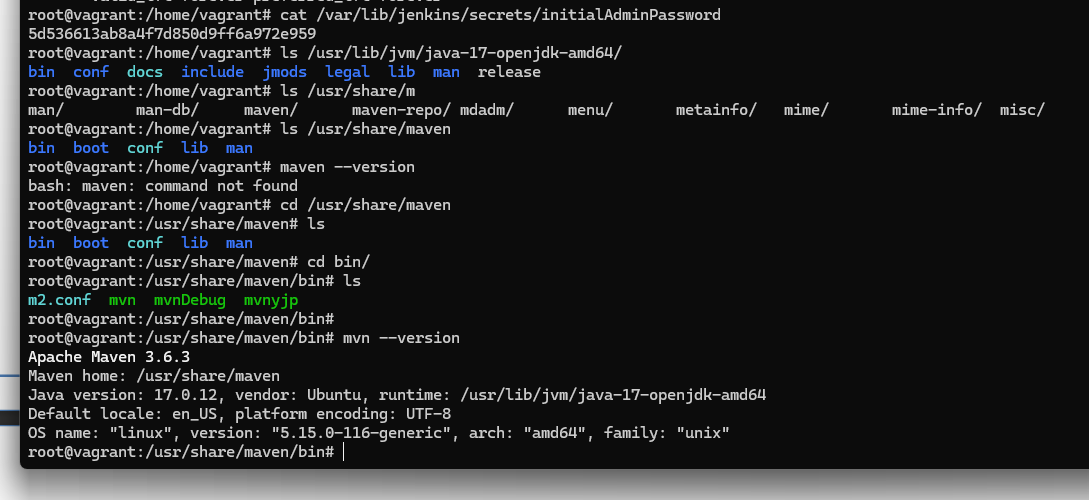 root@vagrant:/home/vagrant# cat /var/lib/jenkins/secrets/initialAdminPassword
5d536613ab8a4f7d850d9ff6a972e959
root@vagrant:/home/vagrant# ls /usr/lib/jvm/java-17-openjdk-amd64/
bin conf docs include jmods legal lib man release
root@vagrant:/home/vagrant# ls /usr/share/m
man/ man-db/ maven/ maven-repo/ mdadm/ menu/ metainfo/ mime/ mime-info/ misc/
root@vagrant:/home/vagrant# ls /usr/share/maven
bin boot conf lib man
root@vagrant:/home/vagrant# maven --version
bash: maven: command not found
root@vagrant:/home/vagrant# cd /usr/share/maven
root@vagrant:/usr/share/maven# ls
bin boot conf lib man
root@vagrant:/usr/share/maven# cd bin/
root@vagrant:/usr/share/maven/bin# ls
m2.conf mvn mvnDebug mvnyjp
root@vagrant:/usr/share/maven/bin#
root@vagrant:/usr/share/maven/bin# mvn --version
Apache Maven 3.6.3
Maven home: /usr/share/maven
Java version: 17.0.12, vendor: Ubuntu, runtime: /usr/lib/jvm/java-17-openjdk-amd64
Default locale: en_US, platform encoding: UTF-8
OS name: "linux", version: "5.15.0-116-generic", arch: "amd64", family: "unix"
root@vagrant:/usr/share/maven/bin#